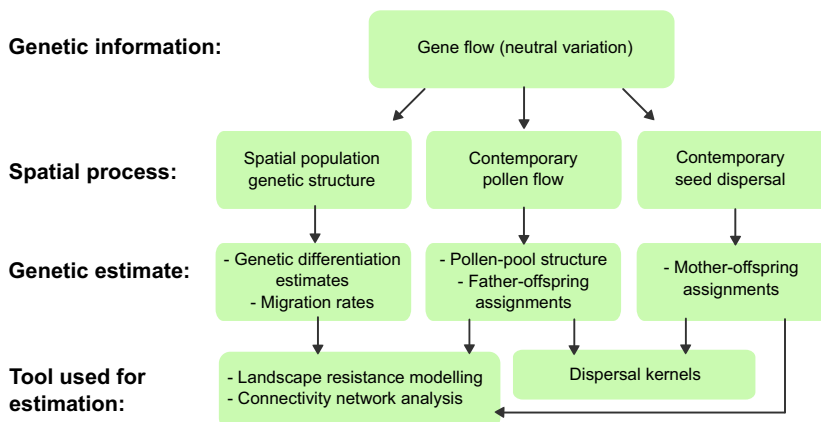 Genetic information:
Gene flow (neutral variation)
Spatial process:
Spatial population
genetic structure
Contemporary
pollen flow
Contemporary
seed dispersal
Genetic estimate:
- Genetic differentiation
estimates
- Migration rates
- Pollen-pool structure
- Father-offspring
assignments
- Mother-offspring
assignments
Tool used for
estimation:
- Landscape resistance modelling
- Connectivity network analysis
Dispersal kernels